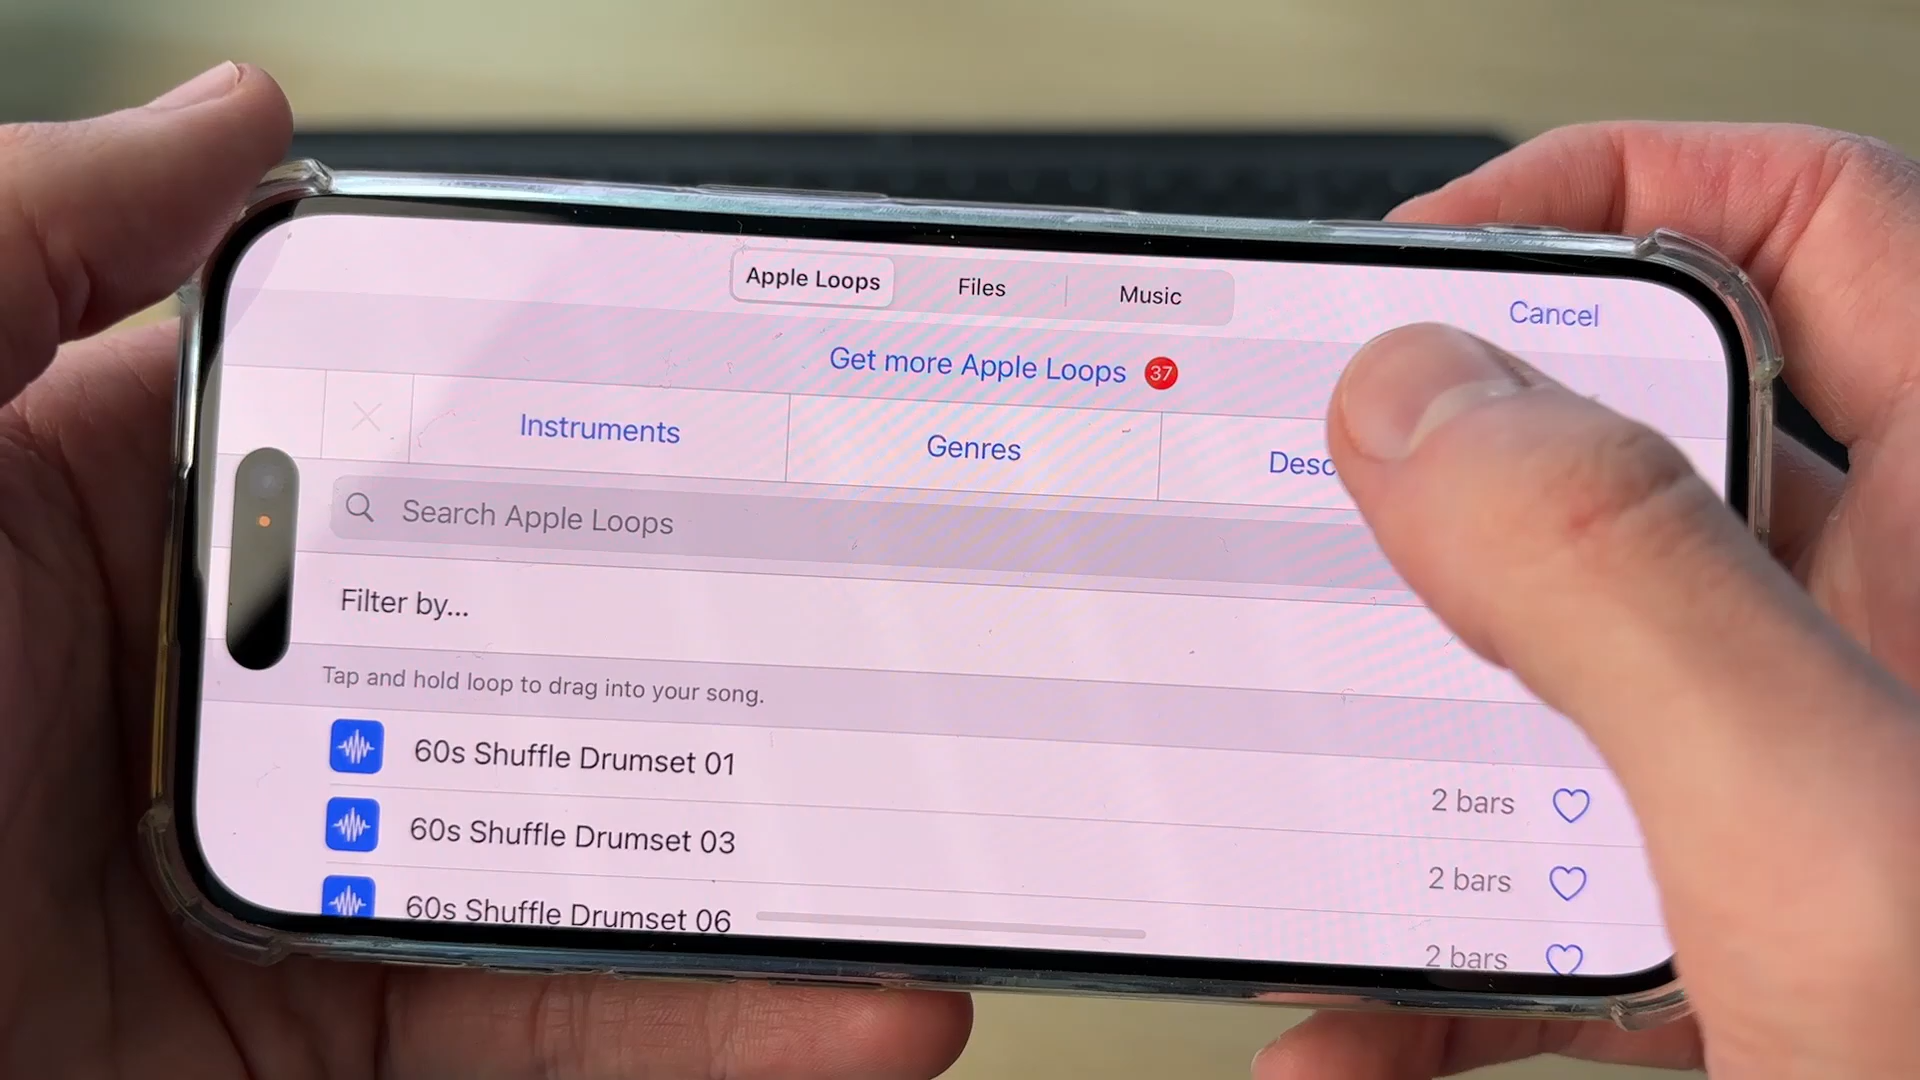 Apple Loops Files Music
Cancel
Get more Apple Loops 37
Instruments Genres
Search Apple Loops
Filter by...
Tap and hold loop to drag into your song.
60s Shuffle Drumset 01 2 bars
60s Shuffle Drumset 03 2 bars
60s Shuffle Drumset 06 2 bars